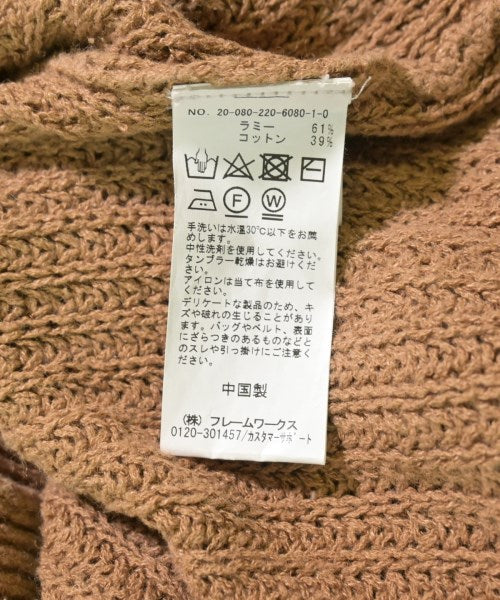 NO. 20-080-220-6080-1-0
ラミー 61%
コットン 39%
手洗いは水温30℃以下をお薦
めします。
中性洗剤を使用してください。
タンブラー乾燥はお避けくださ
い。
アイロンは当て布を使用して
ください。
デリケートな製品のため、キ
ズや破れの生じることがあり
ます。バッグやベルト、表面
にざらつきのあるものなどと
のスレや引っ掛けにご注意く
ださい。
中国製
(株) フレームワークス
0120-301457/カスタマーサポート